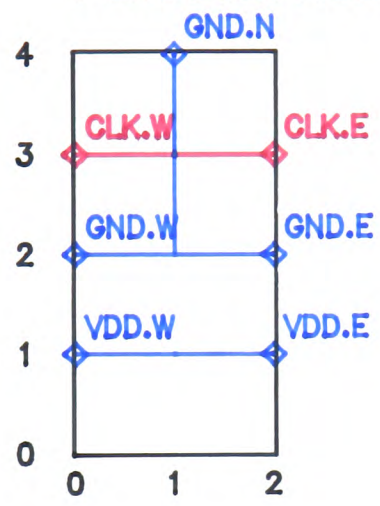 GND.N
4
CLK.W CLK.E
3
GND.W GND.E
2
VDD.W VDD.E
1
0
0 1 2